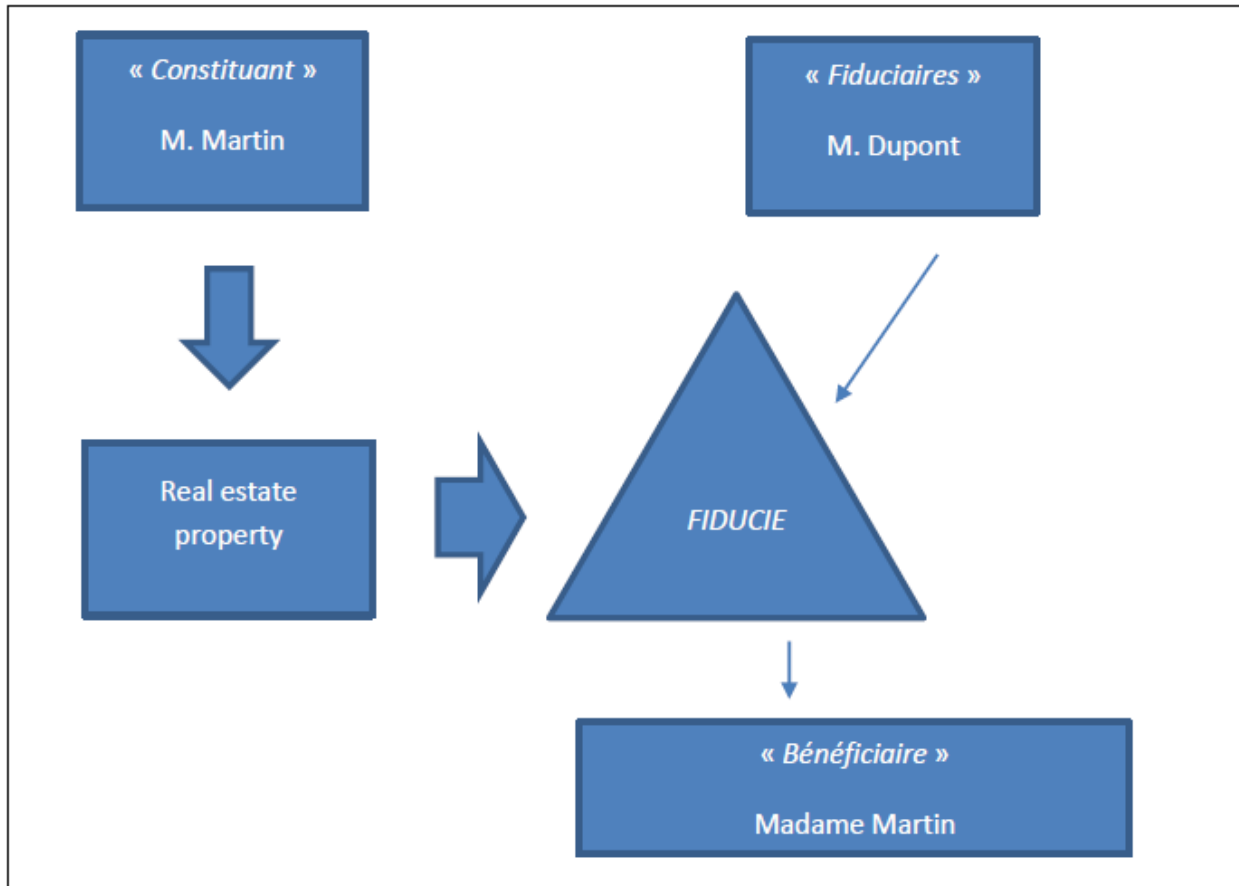 « Constituant »
M. Martin
« Fiduciaires »
M. Dupont
Real estate
property
FIDUCIE
« Bénéficiaire »
Madame Martin